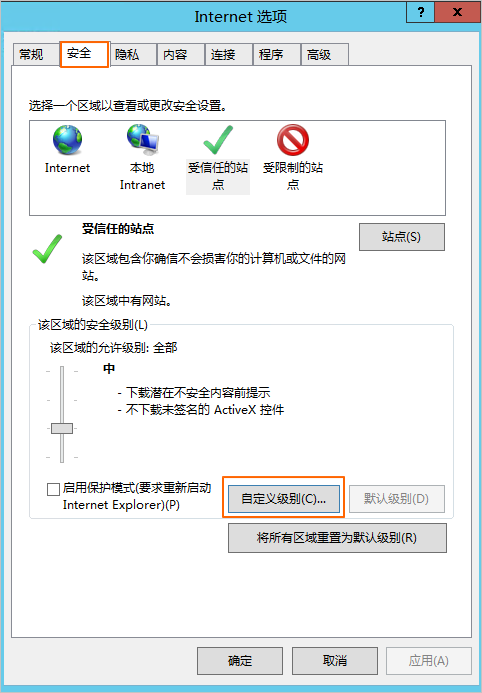 Internet 选项
?
x
常规 安全 隐私 内容 连接 程序 高级
选择一个区域以查看或更改安全设置。
Internet
本地
Intranet
受信任的站
点
受限制的站
点
受信任的站点
站点(S)
该区域包含你确信不会损害你的计算机或文件的网
站。
该区域中有网站。
该区域的安全级别(L)
该区域的允许级别: 全部
中
- 下载潜在不安全内容前提示
- 不下载未签名的 ActiveX 控件
启用保护模式(要求重新启动
Internet Explorer)(P)
自定义级别(C)...
默认级别(D)
将所有区域重置为默认级别(R)
确定
取消
应用(A)